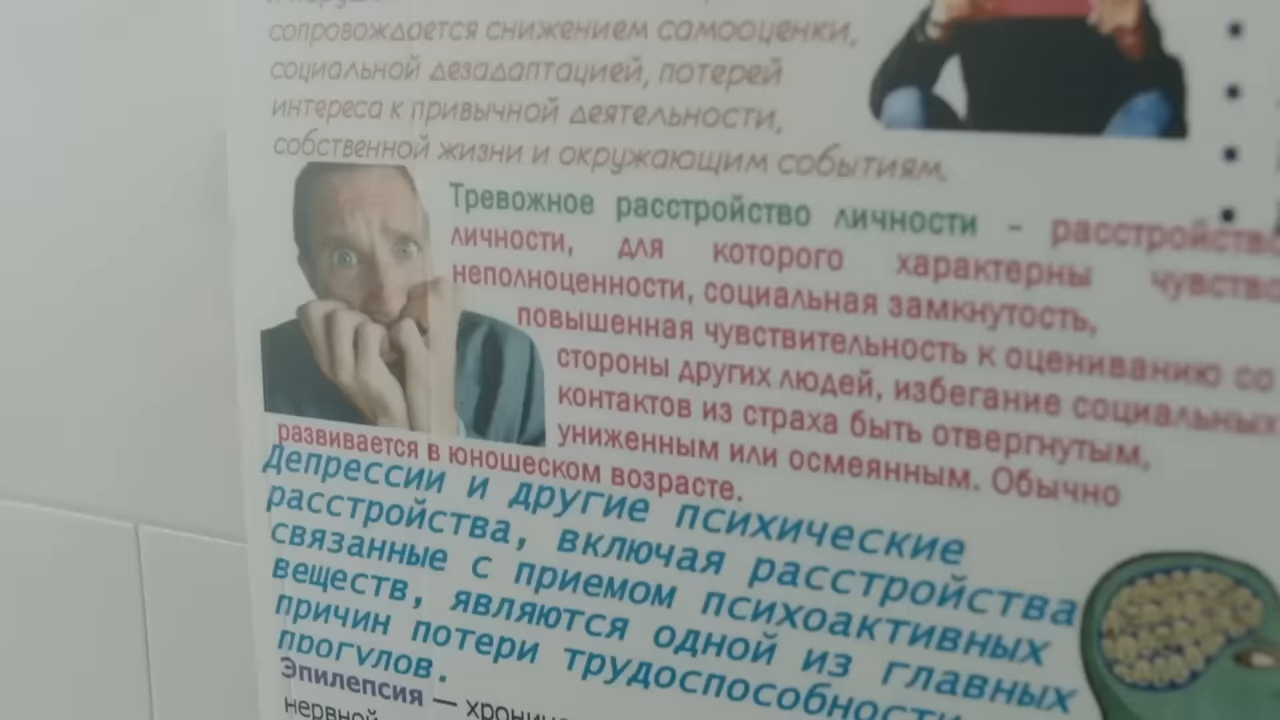 сопровождается снижением самооценки,
социальной дезадаптацией, потерей
интереса к привычной деятельности,
собственной жизни и окружающим событиям.
Тревожное расстройство личности - расстройство
личности, для которого характерны чувство
неполноценности, социальная замкнутость,
повышенная чувствительность к оцениванию со
стороны других людей, избегание социальных
контактов из страха быть отвергнутым,
униженным или осмеянным. Обычно
развивается в юношеском возрасте.
Депрессии и другие психические
расстройства, включая расстройства
связанные с приемом психоактивных
веществ, являются одной из главных
причин потери трудоспособности
прогулов.
Эпилепсия —
нервной